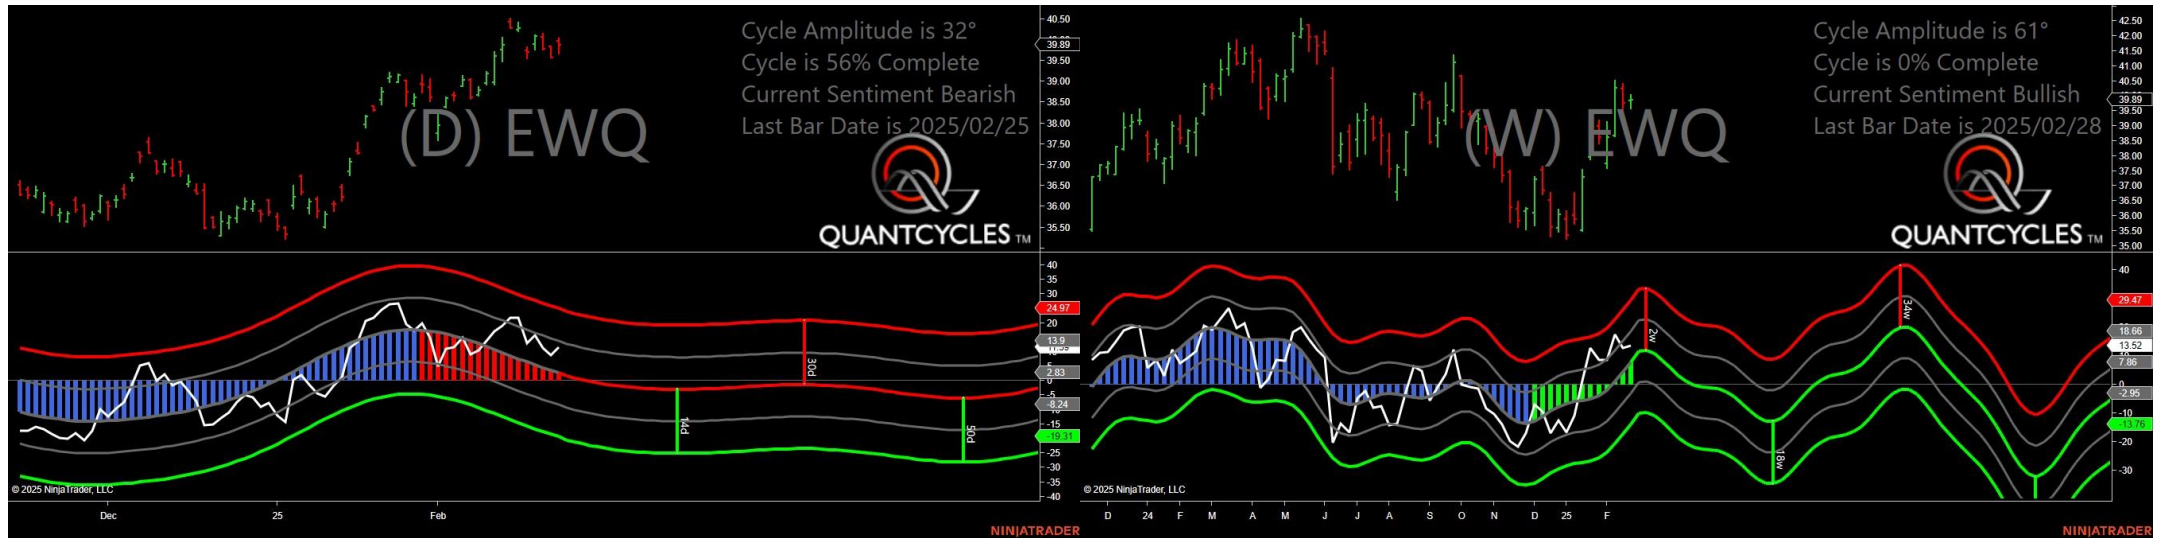 Cycle Amplitude is 32°
Cycle is 56% Complete
Current Sentiment Bearish
Last Bar Date is 2025/02/25
(D) EWQ
QUANTCYCLES TM
40.50
39.89
39.50
39.00
38.50
38.00
37.50
37.00
36.50
36.00
35.50
40
35
30
24.97
20
13.9
2.83
0
-5
-8.24
-15
-19.31
-25
-30
-35
-40
14d
30d
50d
© 2025 NinjaTrader, LLC
Dec
25
Feb
NINJATRADER
Cycle Amplitude is 61°
Cycle is 0% Complete
Current Sentiment Bullish
Last Bar Date is 2025/02/28
(W) EWQ
QUANTCYCLES TM
42.50
42.00
41.50
41.00
40.50
39.89
39.50
39.00
38.50
38.00
37.50
37.00
36.50
36.00
35.50
35.00
40
29.47
18.66
13.52
7.86
0
-2.95
-10
-13.76
-20
-30
2w
18w
34w
© 2025 NinjaTrader, LLC
D 24 F M A M J J A S O N D 25 F
NINJATRADER